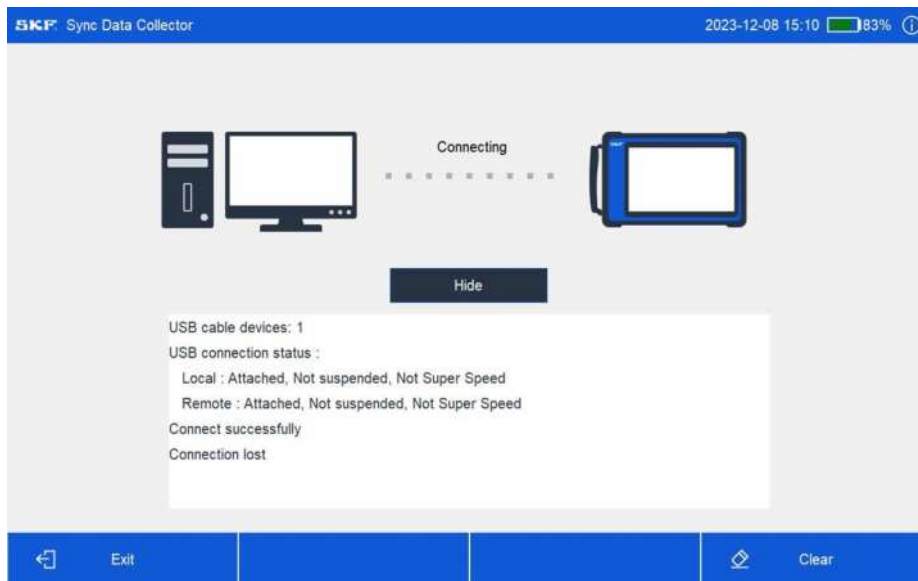 SKF. Sync Data Collector
2023-12-08 15:10 83%
Connecting
Hide
USB cable devices: 1
USB connection status :
Local : Attached, Not suspended, Not Super Speed
Remote : Attached, Not suspended, Not Super Speed
Connect successfully
Connection lost
Exit
Clear